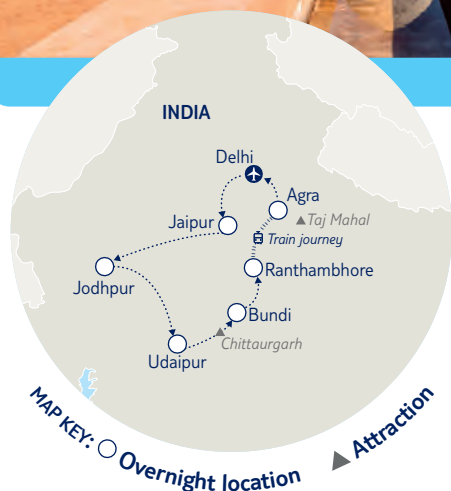 INDIA
Delhi
Agra
Taj Mahal
Jaipur
Train journey
Jodhpur
Ranthambhore
Bundi
Chittaurgarh
Udaipur
MAP KEY: Overnight location Attraction